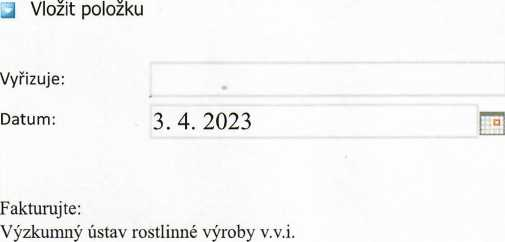 Vložit položku
Vyřizuje:
Datum: 3. 4. 2023
Fakturujte:
Výzkumný ústav rostlinné výroby v.v.i.